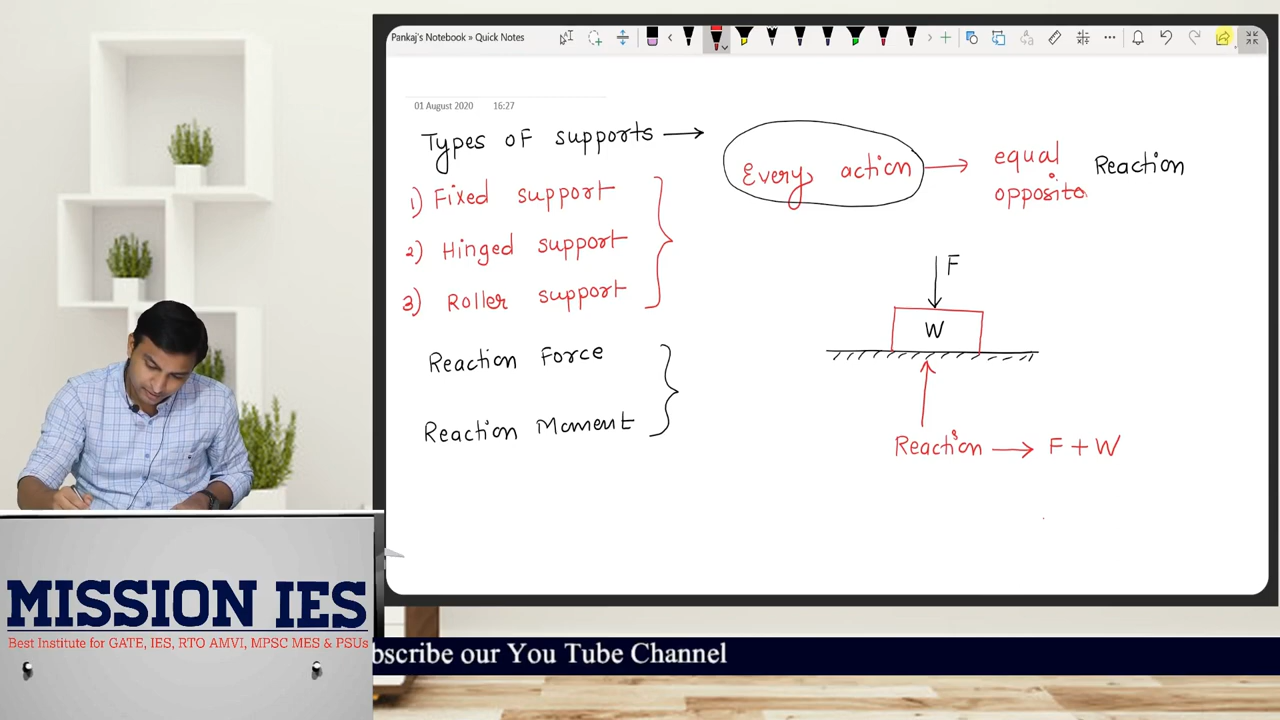 Pankaj's Notebook » Quick Notes
01 August 2020 16:27
Types of supports →
Every action → equal opposite Reaction
1) Fixed support
2) Hinged support
3) Roller support
F
W
Reaction Force
Reaction Moment
Reaction → F + W
MISSION IES
Best Institute for GATE, IES, RTO AMVI, MPSC MES & PSUs
bscribe our You Tube Channel